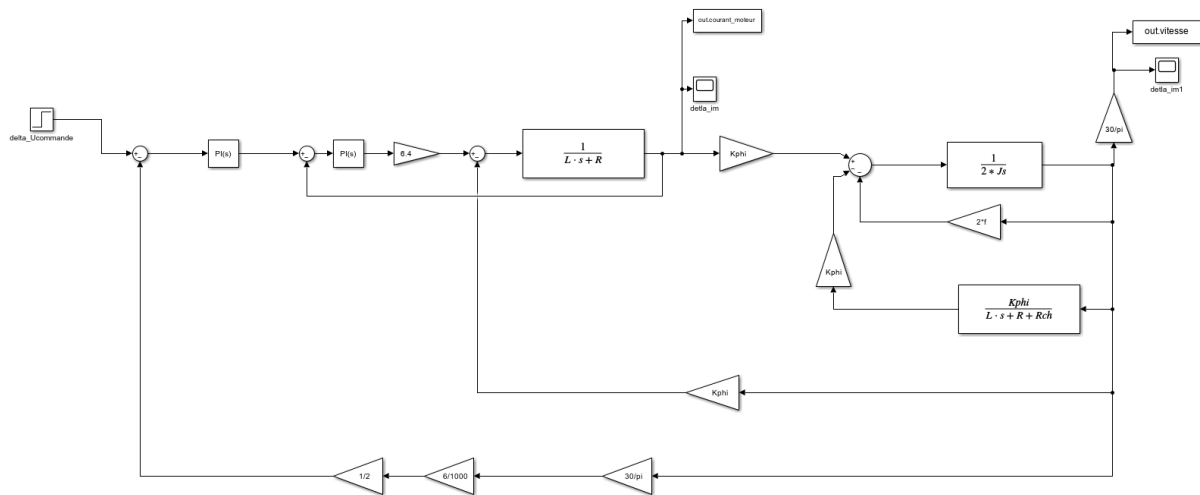 out.courant_moteur
out.vitesse
detla_im1
detla_im
delta_Ucommande
30/pi
+
−
PI(s)
+
−
PI(s)
6.4
+
−
1
L · s + R
Kphi
+
−
−
1
2 * Js
2*f
Kphi
Kphi
L · s + R + Rch
Kphi
1/2
6/1000
30/pi